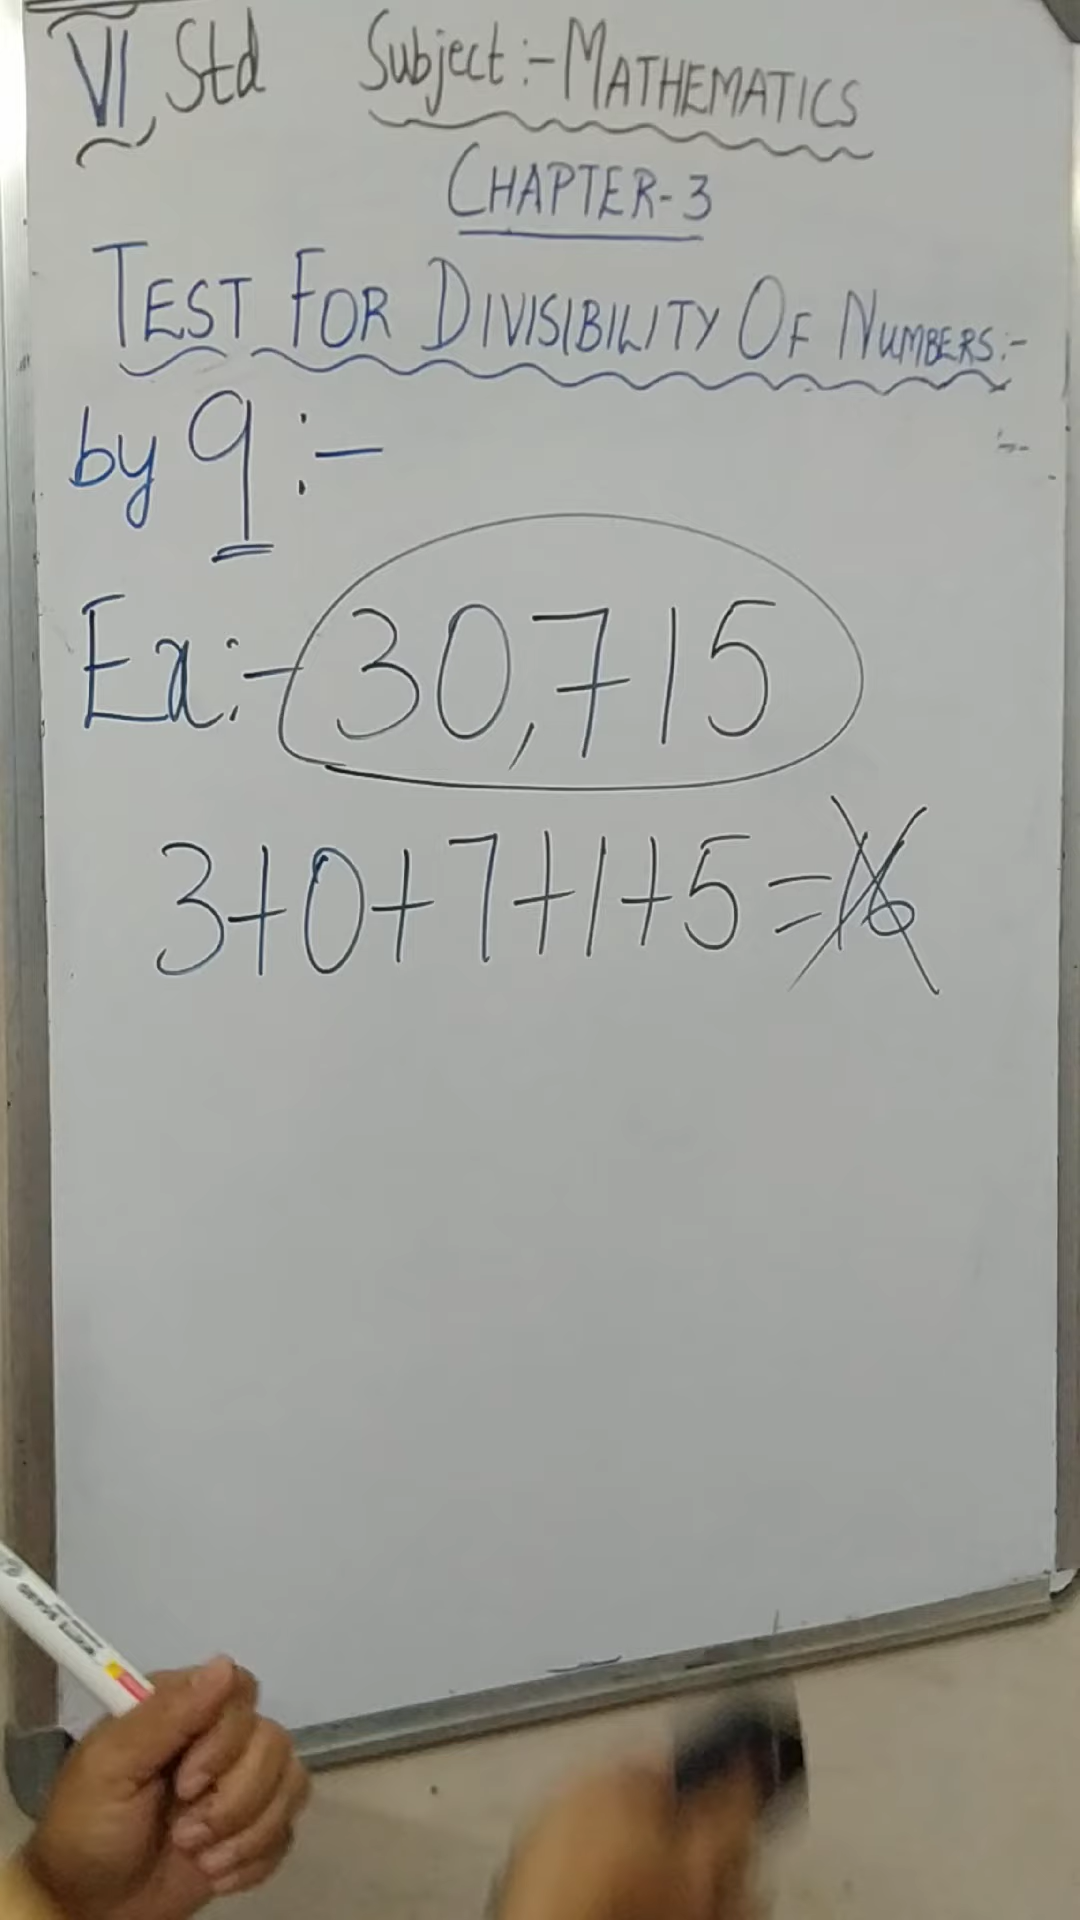 VI Std Subject:- MATHEMATICS
CHAPTER-3
TEST FOR DIVISIBILITY OF NUMBERS:-
by 9:-
Ex:- 30,715
3+0+7+1+5=16